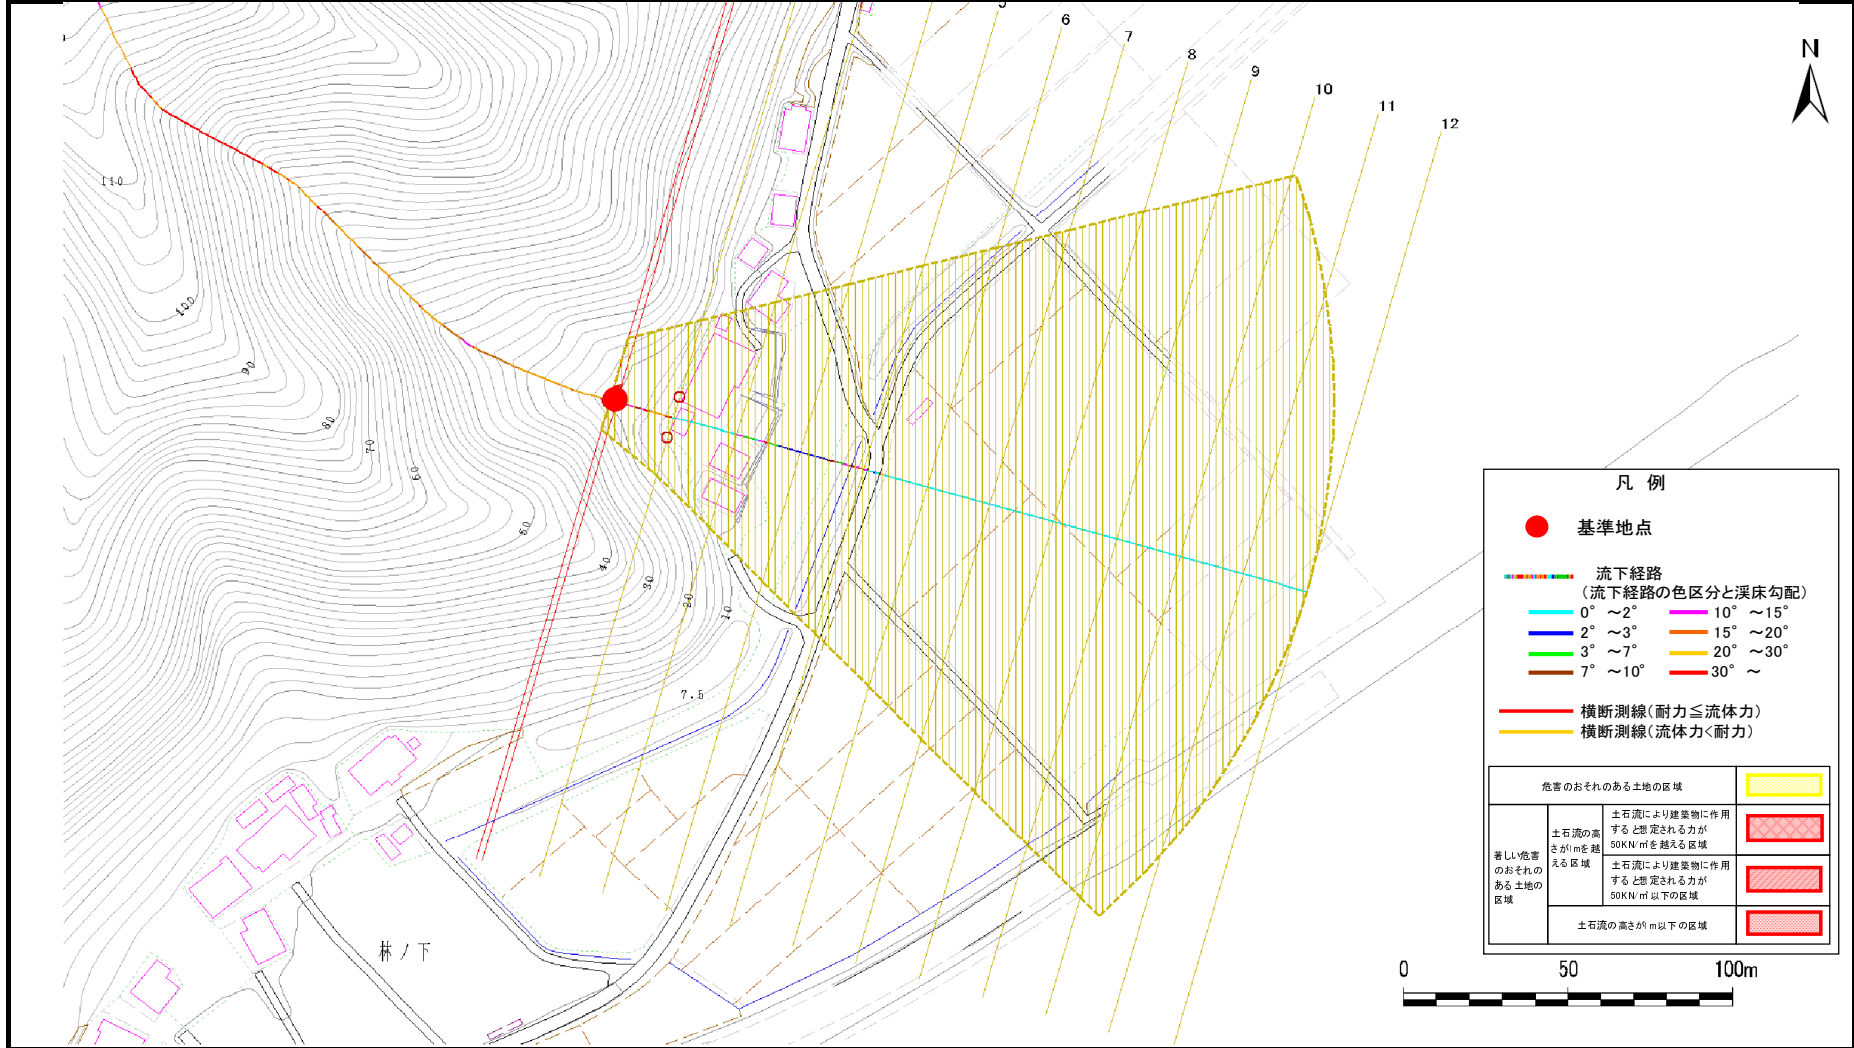 5
6
7
8
9
10
11
12
N
110
100
90
80
70
60
50
40
30
20
10
7.5
林ノ下
凡 例
基準地点
流下経路
(流下経路の色区分と渓床勾配)
0°～2° 10°～15°
2°～3° 15°～20°
3°～7° 20°～30°
7°～10° 30°～
横断測線(耐力≦流体力)
横断測線(流体力<耐力)
危害のおそれのある土地の区域
著しい危害
のおそれの
ある土地の
区域
土石流の高
さが1mを越
える区域
土石流により建築物に作用
すると想定される力が
50KN/㎡を越える区域
土石流により建築物に作用
すると想定される力が
50KN/㎡以下の区域
土石流の高さが1m以下の区域
0 50 100m